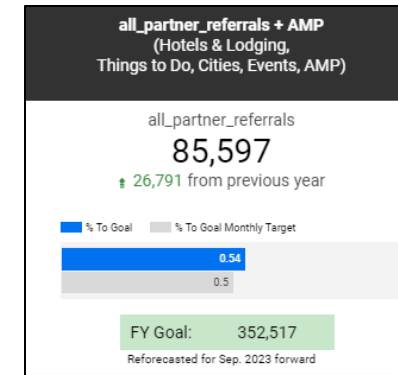 all_partner_referrals + AMP
(Hotels & Lodging,
Things to Do, Cities, Events, AMP)
all_partner_referrals
85,597
26,791 from previous year
% To Goal % To Goal Monthly Target
0.54
0.5
FY Goal: 352,517
Reforecasted for Sep. 2023 forward